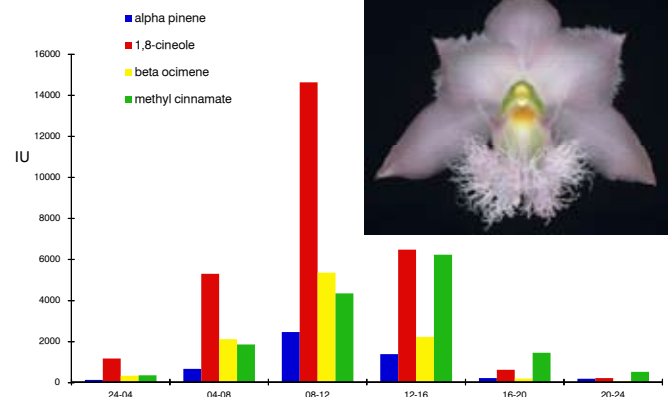 alpha pinene
1,8-cineole
beta ocimene
methyl cinnamate
IU
16000
14000
12000
10000
8000
6000
4000
2000
0
24-04 04-08 08-12 12-16 16-20 20-24